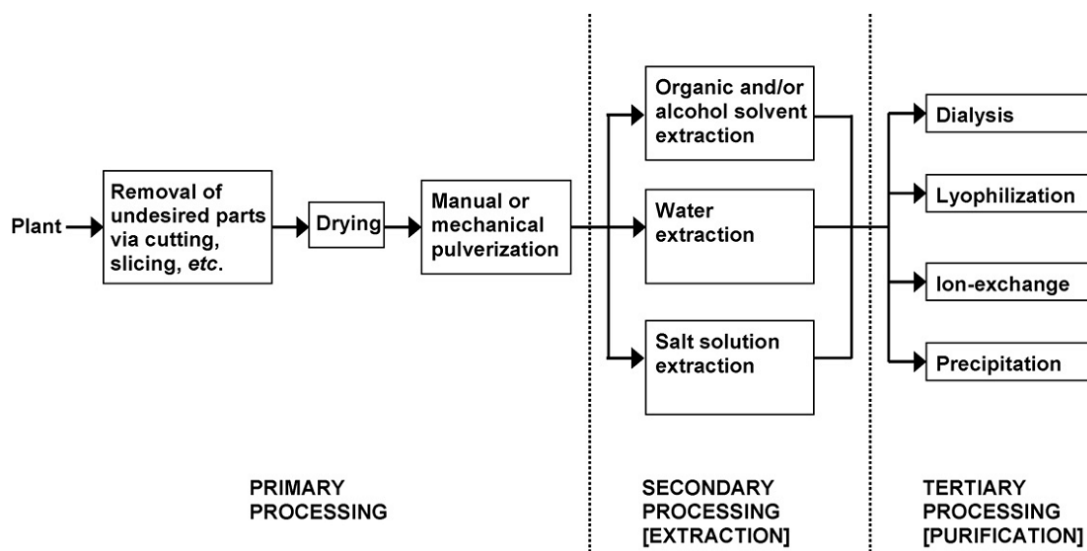 Plant
Removal of
undesired parts
via cutting,
slicing, etc.
Drying
Manual or
mechanical
pulverization
Organic and/or
alcohol solvent
extraction
Water
extraction
Salt solution
extraction
Dialysis
Lyophilization
Ion-exchange
Precipitation
PRIMARY
PROCESSING
SECONDARY
PROCESSING
[EXTRACTION]
TERTIARY
PROCESSING
[PURIFICATION]